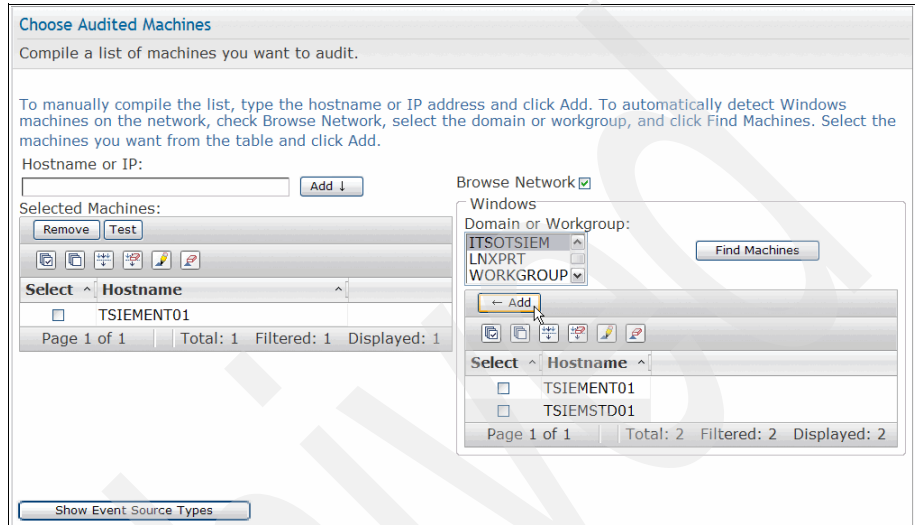 Choose Audited Machines
Compile a list of machines you want to audit.
To manually compile the list, type the hostname or IP address and click Add. To automatically detect Windows
machines on the network, check Browse Network, select the domain or workgroup, and click Find Machines. Select the
machines you want from the table and click Add.
Hostname or IP:
Add ↓
Selected Machines:
Remove Test
Select Hostname
TSIEMENT01
Page 1 of 1 Total: 1 Filtered: 1 Displayed: 1
Browse Network
Windows
Domain or Workgroup:
ITSOTSIEM
LNXPRT
WORKGROUP
Find Machines
← Add
Select Hostname
TSIEMENT01
TSIEMSTD01
Page 1 of 1 Total: 2 Filtered: 2 Displayed: 2
Show Event Source Types